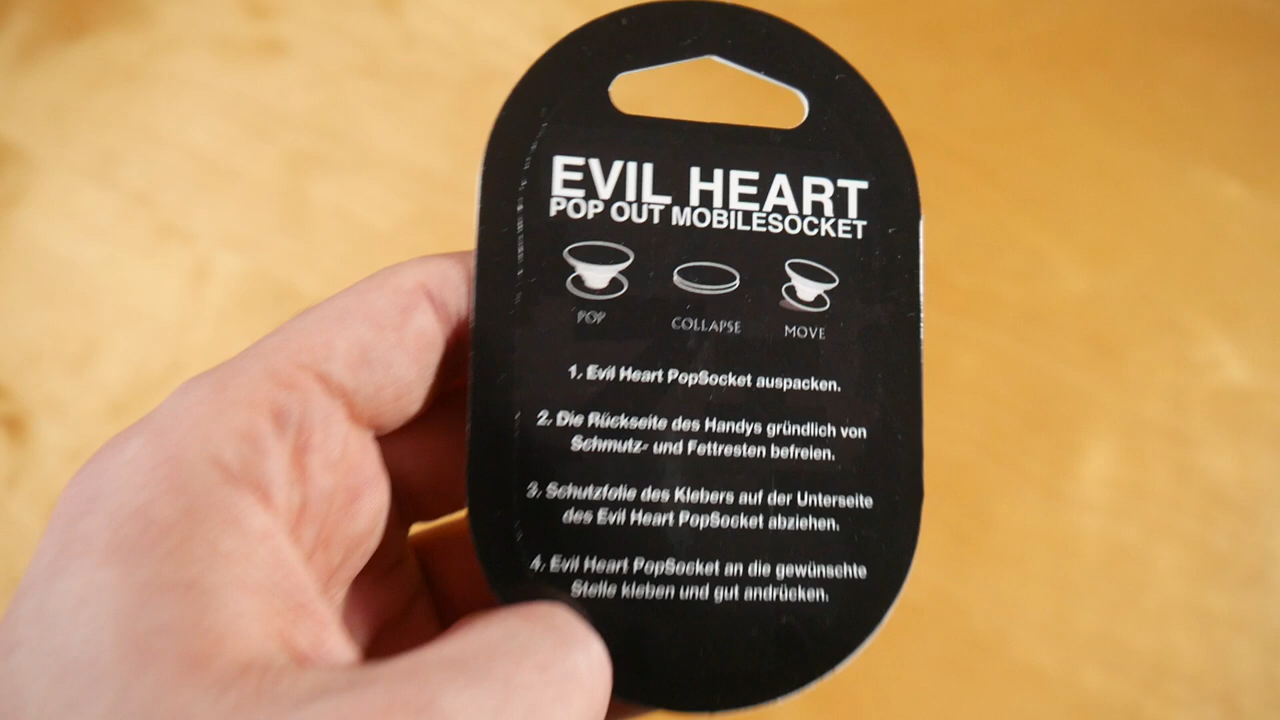 EVIL HEART
POP OUT MOBILESOCKET
POP COLLAPSE MOVE
1. Evil Heart PopSocket auspacken.
2. Die Rückseite des Handys gründlich von
Schmutz- und Fettresten befreien.
3. Schutzfolie des Klebers auf der Unterseite
des Evil Heart PopSocket abziehen.
4. Evil Heart PopSocket an die gewünschte
Stelle kleben und gut andrücken.